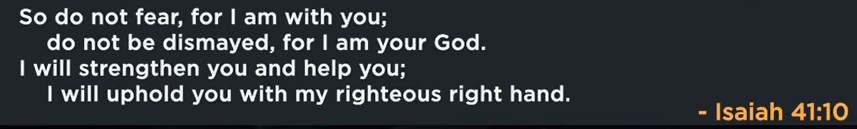 So do not fear, for I am with you;
do not be dismayed, for I am your God.
I will strengthen you and help you;
I will uphold you with my righteous right hand.
- Isaiah 41:10